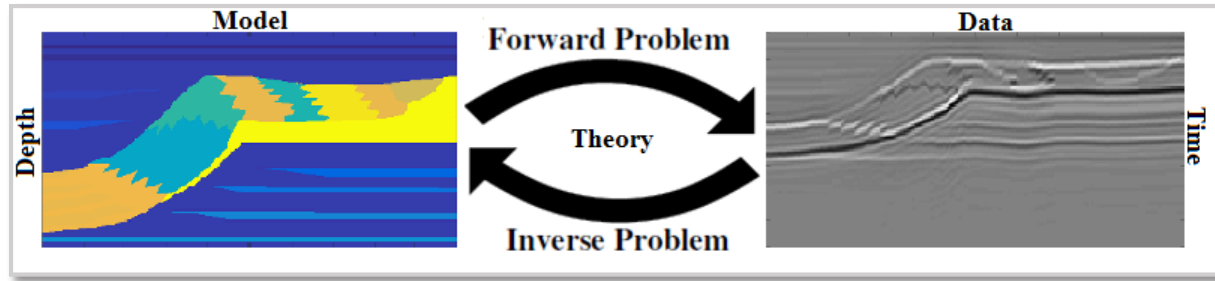 Model
Data
Forward Problem
Depth
Theory
Time
Inverse Problem